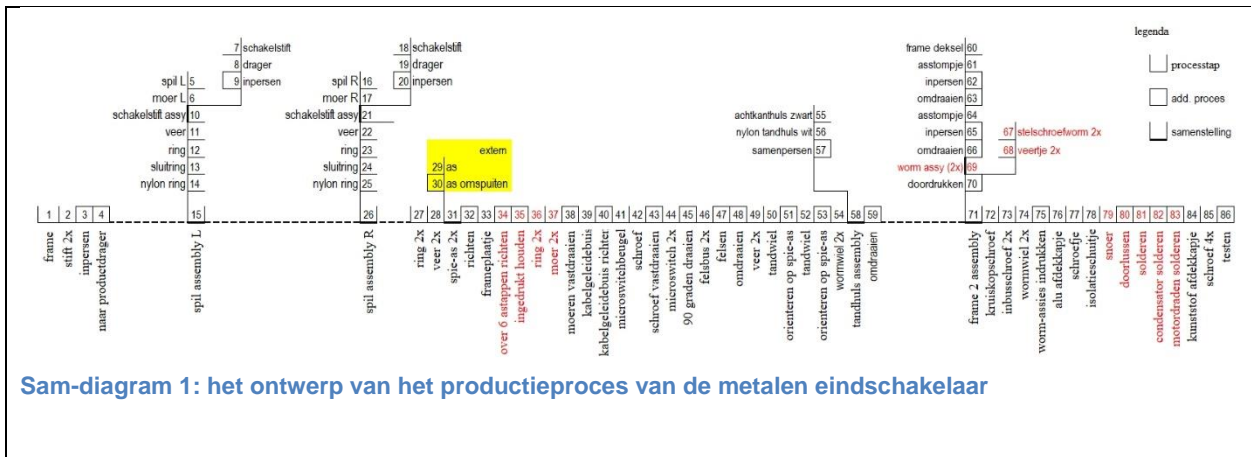 7 schakelstift
8 drager
9 inpersen
spil L 5
moer L 6
schakelstift assy 10
veer 11
ring 12
sluitring 13
nylon ring 14
18 schakelstift
19 drager
20 inpersen
spil R 16
moer R 17
schakelstift assy 21
veer 22
ring 23
sluitring 24
nylon ring 25
extern
29 as
30 as omspuiten
achtkanthuls zwart 55
nylon tandhuls wit 56
samenpersen 57
frame deksel 60
asstompje 61
inpersen 62
omdraaien 63
asstompje 64
inpersen 65
omdraaien 66
67 stelschroefworm 2x
68 veertje 2x
worm assy (2x) 69
doordrukken 70
legenda
processtap
add. proces
samenstelling
1 frame
2 stift 2x
3 inpersen
4 naar productdrager
15 spil assembly L
26 spil assembly R
27 ring 2x
28 veer 2x
31 spie-as 2x
32 richten
33 frameplaatje
34 over 6 astappen richten
35 ingedrukt houden
36 ring 2x
37 moer 2x
38 moeren vastdraaien
39 kabelgeleidebuis
40 kabelgeleidebuis richter
41 microswitchbeugel
42 schroef
43 schroef vastdraaien
44 microswitch 2x
45 90 graden draaien
46 felsbus 2x
47 felsen
48 omdraaien
49 veer 2x
50 tandwiel
51 orienteren op spie-as
52 tandwiel
53 orienteren op spie-as
54 wormwiel 2x
58 tandhuls assembly
59 omdraaien
71 frame 2 assembly
72 kruiskopschroef
73 inbusschroef 2x
74 wormwiel 2x
75 worm-assies indrukken
76 alu afdekkapje
77 schroefje
78 isolatieschuitje
79 snoer
80 doorlussen
81 solderen
82 condensator solderen
83 motordraden solderen
84 kunststof afdekkapje
85 schroef 4x
86 testen
Sam-diagram 1: het ontwerp van het productieproces van de metalen eindschakelaar